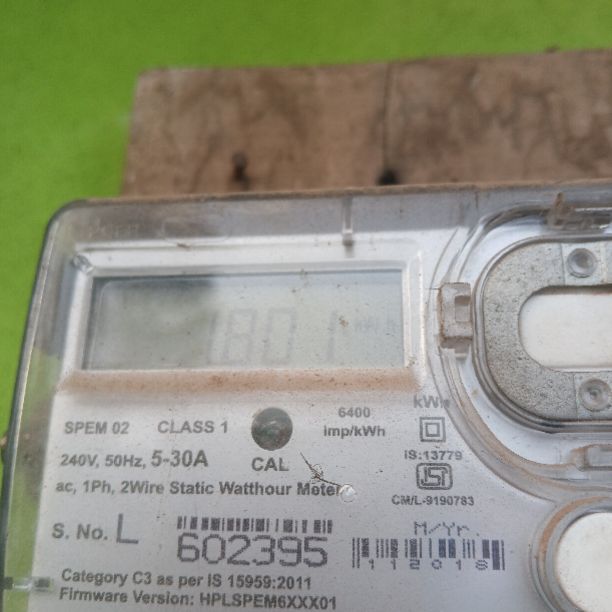 1801 kWh
SPEM 02 CLASS 1 6400 imp/kWh kWh
240V, 50Hz, 5-30A CAL IS:13779
ac, 1Ph, 2Wire Static Watthour Meter
CM/L-9190783
S. No. L 602395
M/Yr.
112018
Category C3 as per IS 15959:2011
Firmware Version: HPLSPEM6XXX01